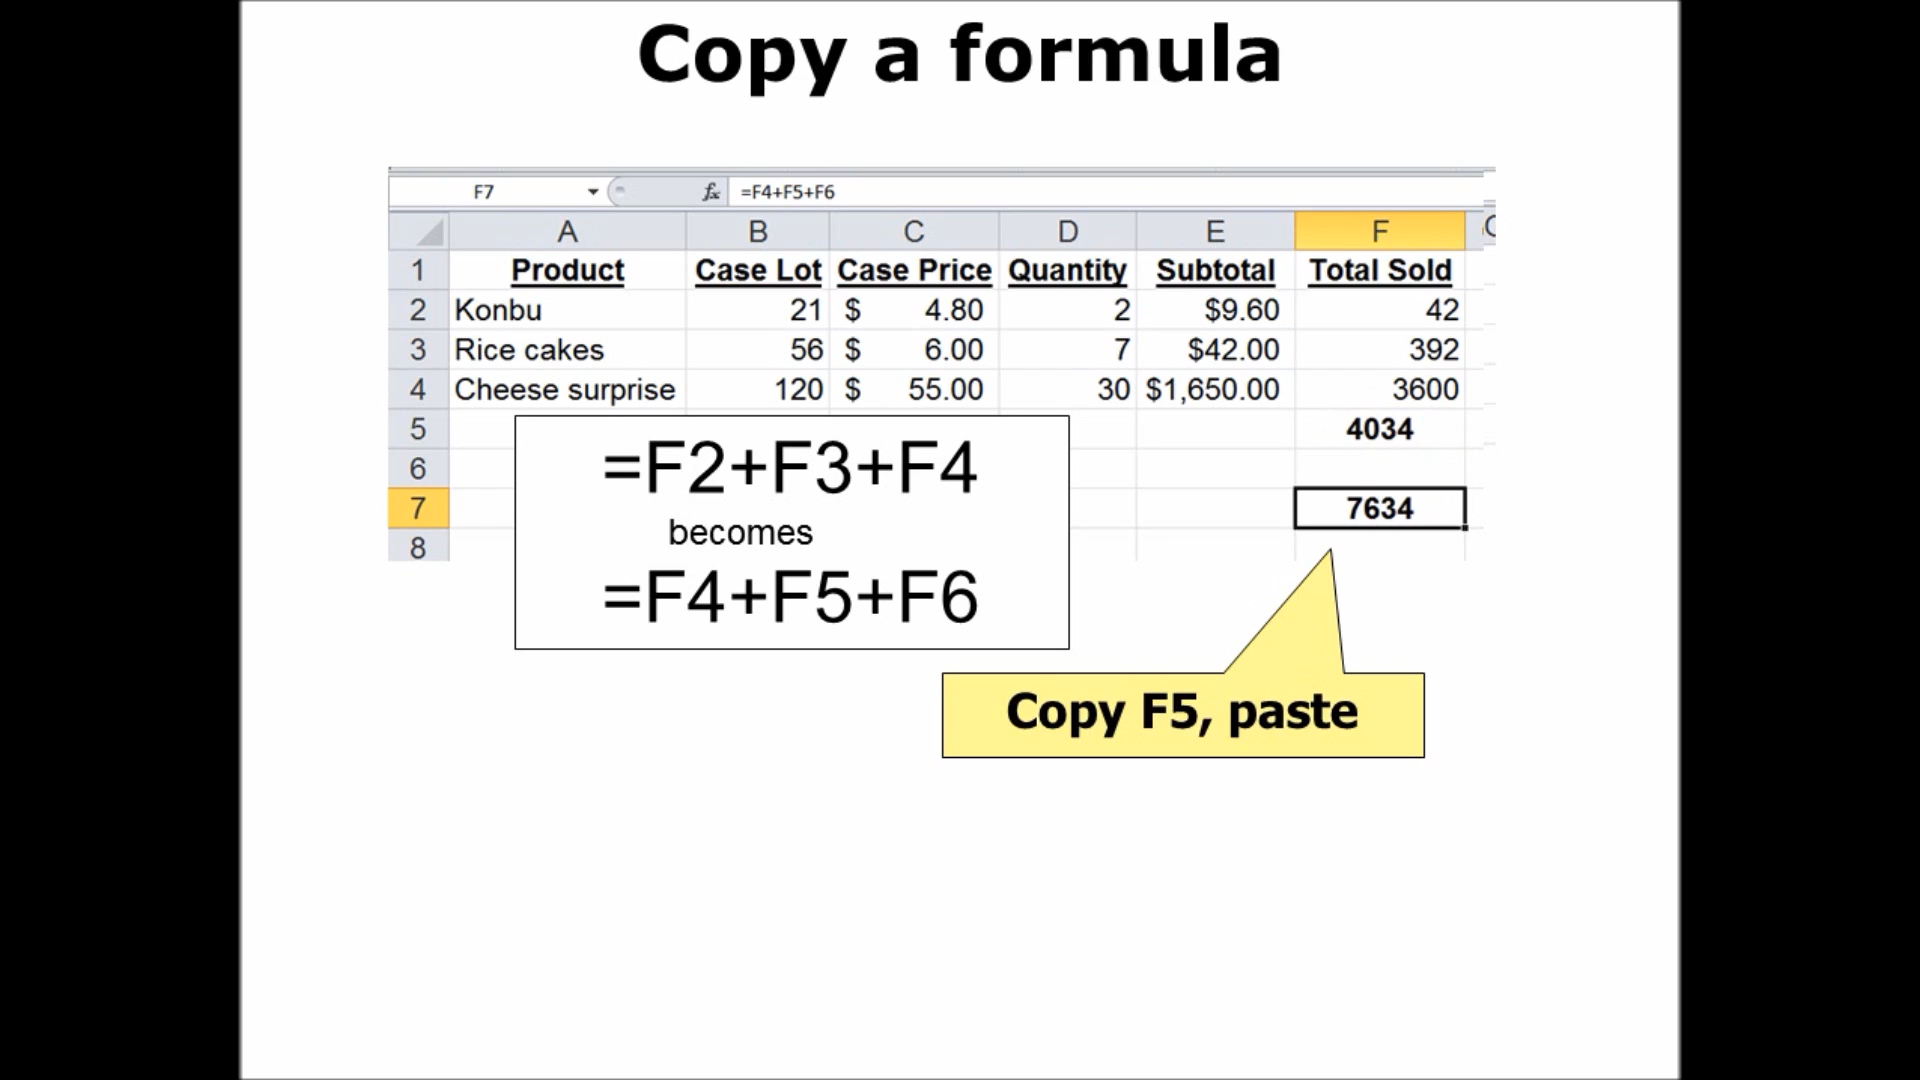 Copy a formula
F7 fx =F4+F5+F6
A B C D E F
1 Product Case Lot Case Price Quantity Subtotal Total Sold
2 Konbu 21 $ 4.80 2 $9.60 42
3 Rice cakes 56 $ 6.00 7 $42.00 392
4 Cheese surprise 120 $ 55.00 30 $1,650.00 3600
5 4034
6
7 7634
8
=F2+F3+F4
becomes
=F4+F5+F6
Copy F5, paste